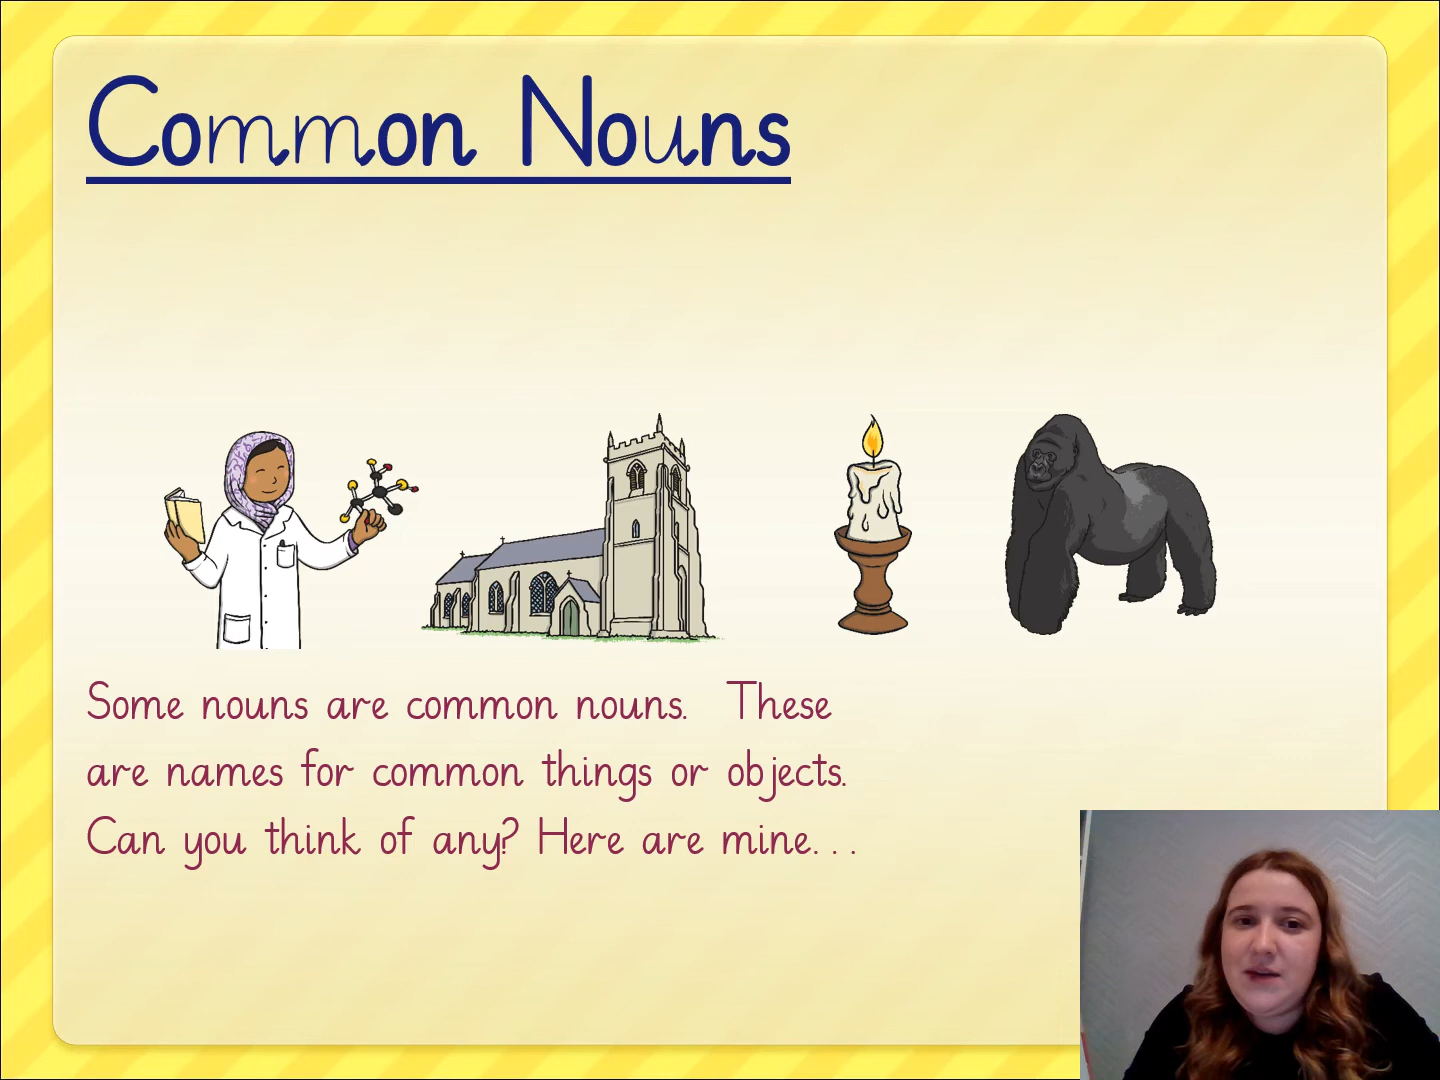 Common Nouns
Some nouns are common nouns. These
are names for common things or objects.
Can you think of any? Here are mine...